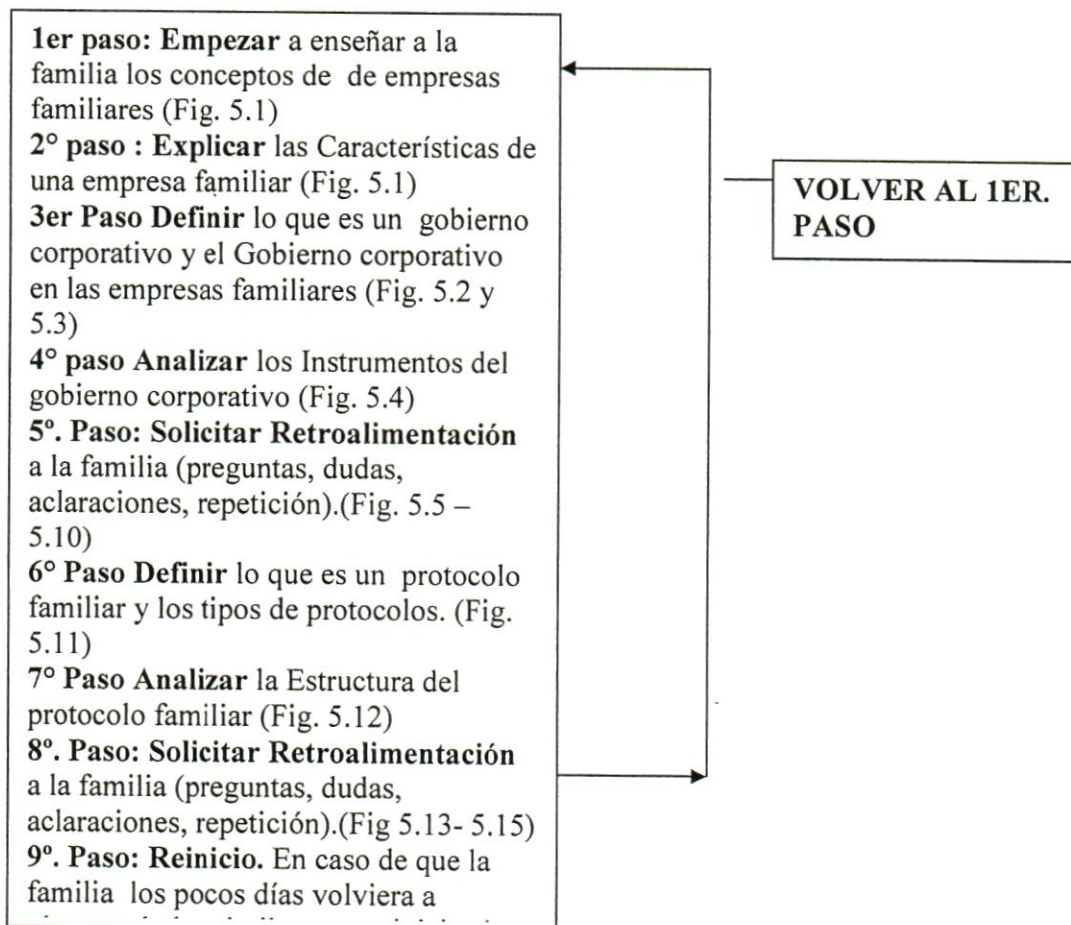 1er paso: Empezar a enseñar a la
familia los conceptos de de empresas
familiares (Fig. 5.1)
2° paso : Explicar las Características de
una empresa familiar (Fig. 5.1)
3er Paso Definir lo que es un gobierno
corporativo y el Gobierno corporativo
en las empresas familiares (Fig. 5.2 y
5.3)
4° paso Analizar los Instrumentos del
gobierno corporativo (Fig. 5.4)
5º. Paso: Solicitar Retroalimentación
a la familia (preguntas, dudas,
aclaraciones, repetición).(Fig. 5.5 –
5.10)
6° Paso Definir lo que es un protocolo
familiar y los tipos de protocolos. (Fig.
5.11)
7° Paso Analizar la Estructura del
protocolo familiar (Fig. 5.12)
8º. Paso: Solicitar Retroalimentación
a la familia (preguntas, dudas,
aclaraciones, repetición).(Fig 5.13- 5.15)
9º. Paso: Reinicio. En caso de que la
familia los pocos días volviera a
VOLVER AL 1ER.
PASO